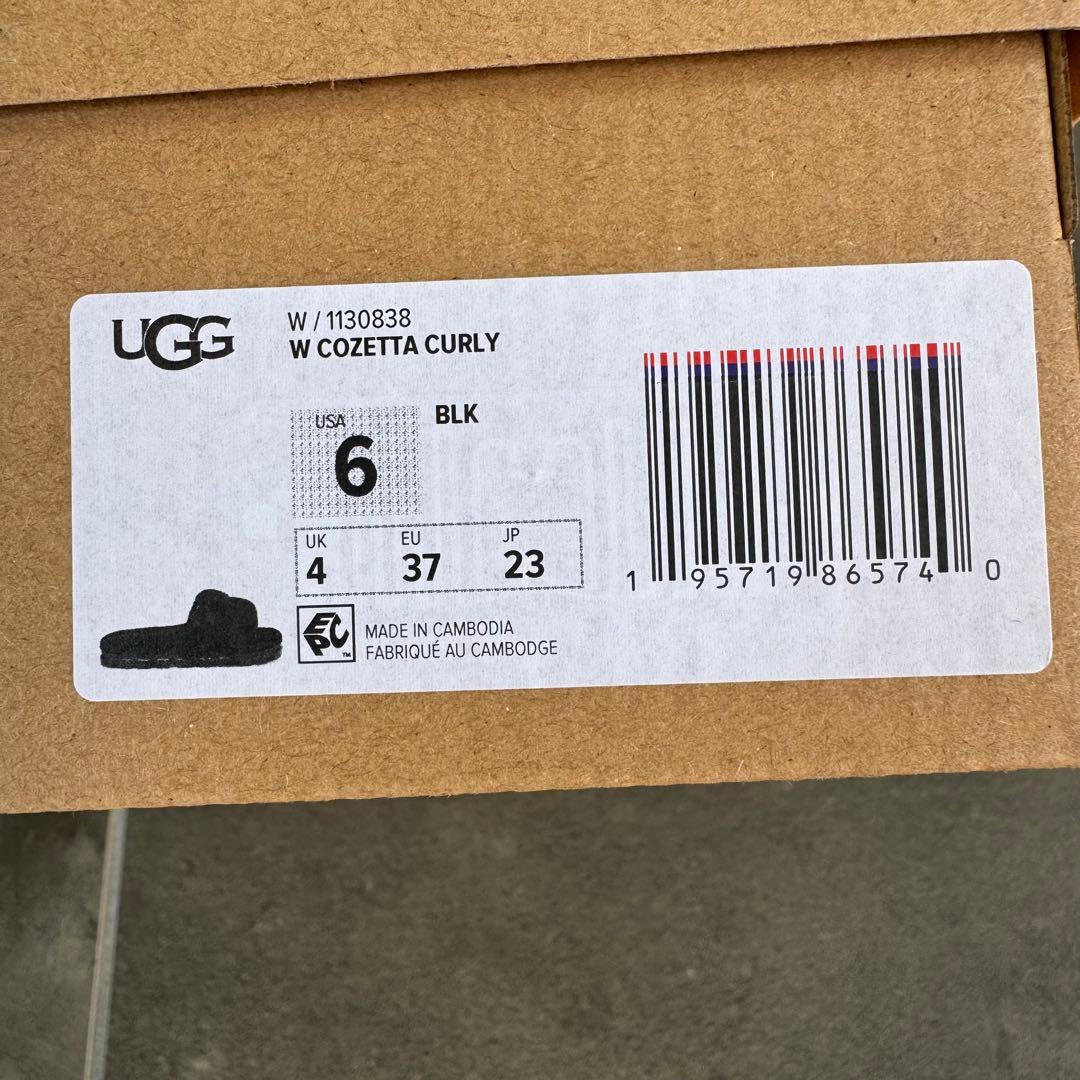 UGG
W / 1130838
W COZETTA CURLY
USA
6
BLK
UK EU JP
4 37 23
EPC™
MADE IN CAMBODIA
FABRIQUÉ AU CAMBODGE
1 95719 86574 0